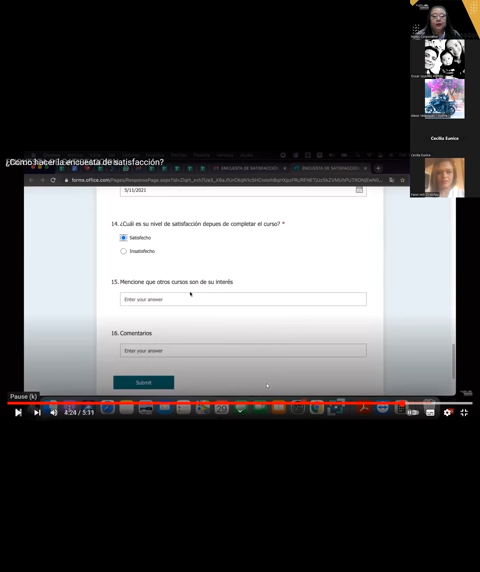 Cecilia Eunice
¿Como hacer la encuesta de satisfacción?
5/11/2021
14. ¿Cuál es su nivel de satisfacción depues de completar el curso? *
Satisfecho
Insatisfecho
15. Mencione que otros cursos son de su interés
Enter your answer
16. Comentarios
Enter your answer
Submit
Pause (k)
4:24 / 5:11